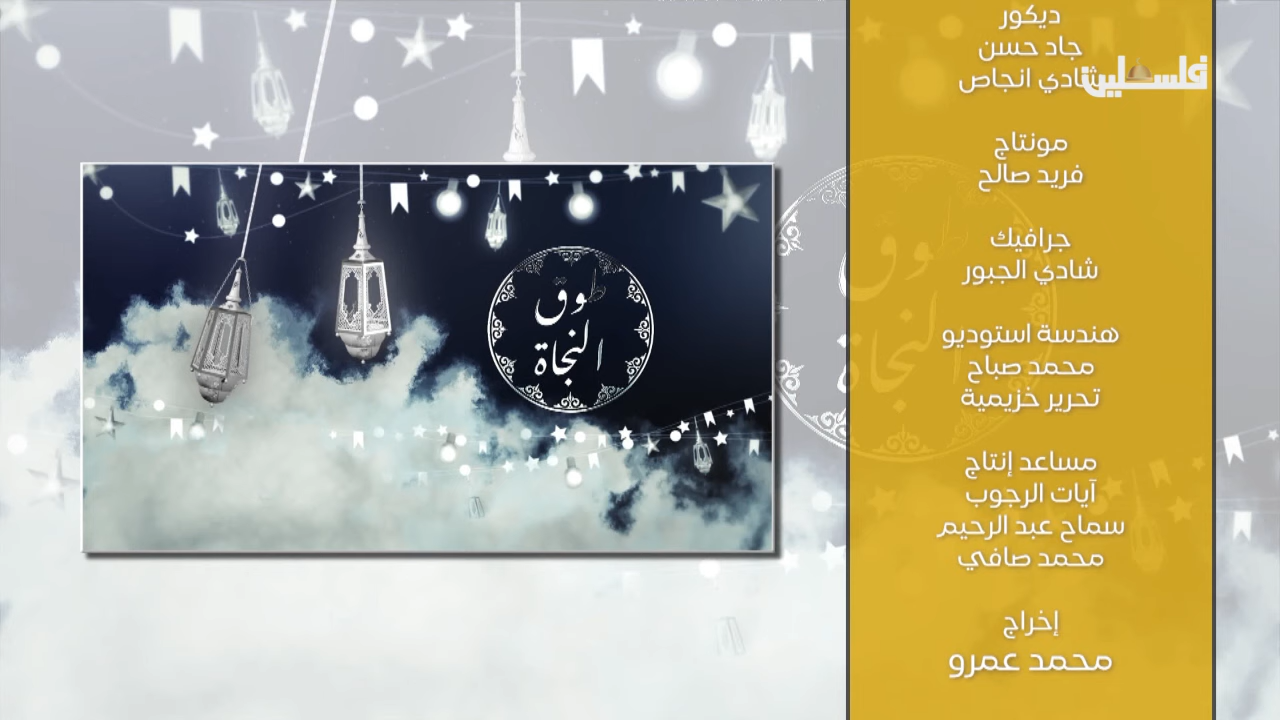 ديكور
جاد حسن
شادي انجاص
فلسطين
مونتاج
فريد صالح
جرافيك
شادي الجبور
هندسة استوديو
محمد صباح
تحرير خزيمية
مساعد إنتاج
آيات الرجوب
سماح عبد الرحيم
محمد صافي
إخراج
محمد عمرو
طوق
النجاة